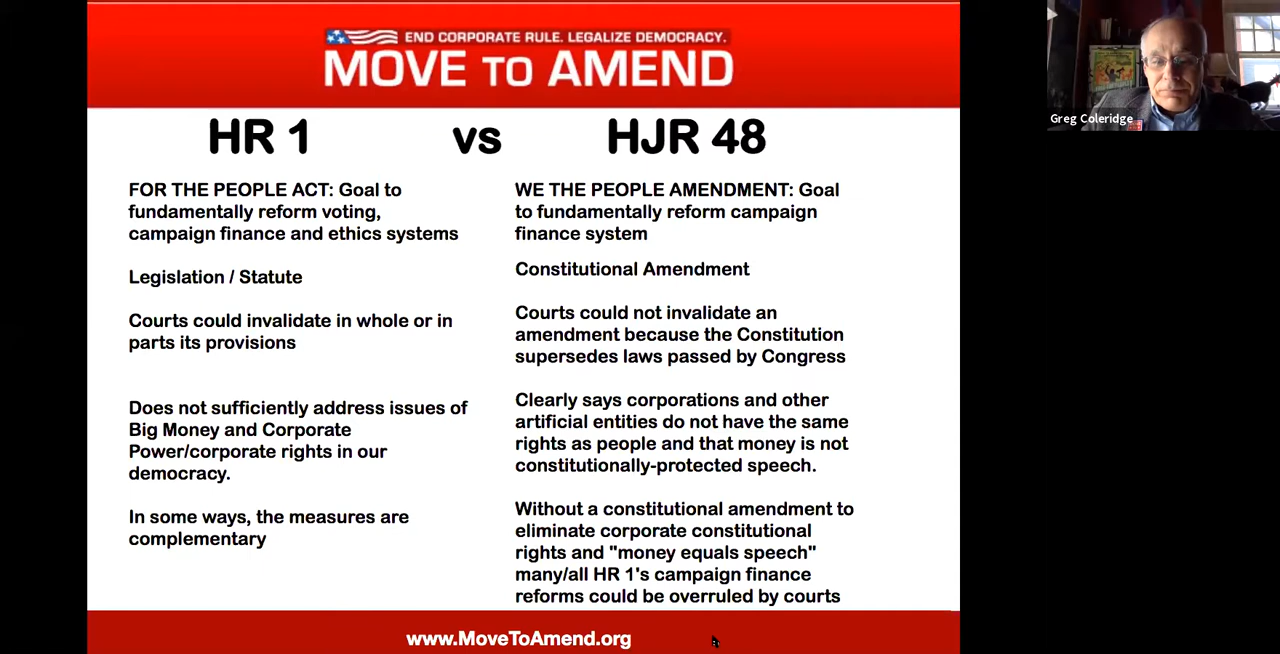 END CORPORATE RULE. LEGALIZE DEMOCRACY.
MOVE TO AMEND
HR 1 vs HJR 48
FOR THE PEOPLE ACT: Goal to
fundamentally reform voting,
campaign finance and ethics systems
Legislation / Statute
Courts could invalidate in whole or in
parts its provisions
Does not sufficiently address issues of
Big Money and Corporate
Power/corporate rights in our
democracy.
In some ways, the measures are
complementary
WE THE PEOPLE AMENDMENT: Goal
to fundamentally reform campaign
finance system
Constitutional Amendment
Courts could not invalidate an
amendment because the Constitution
supersedes laws passed by Congress
Clearly says corporations and other
artificial entities do not have the same
rights as people and that money is not
constitutionally-protected speech.
Without a constitutional amendment to
eliminate corporate constitutional
rights and "money equals speech"
many/all HR 1's campaign finance
reforms could be overruled by courts
www.MoveToAmend.org
Greg Coleridge